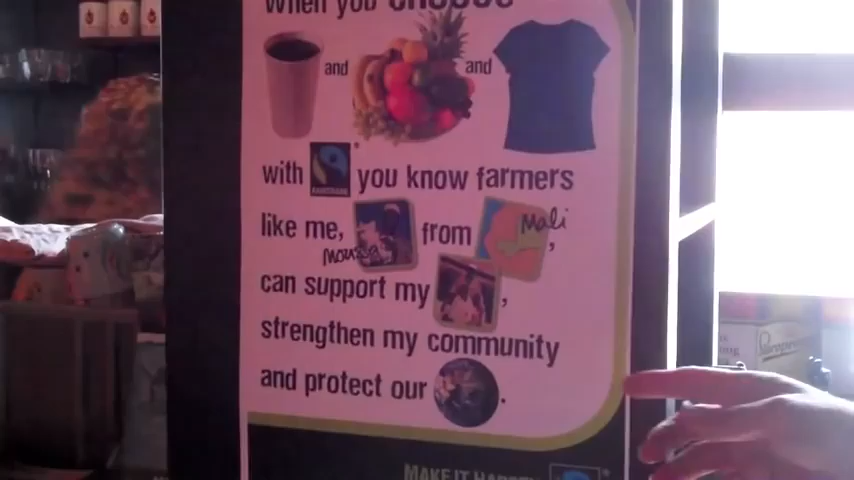 When you CHOOSE
and and
with FAIRTRADE you know farmers
like me, Moussa from Mali,
can support my ,
strengthen my community
and protect our .
MAKE IT HAPPEN